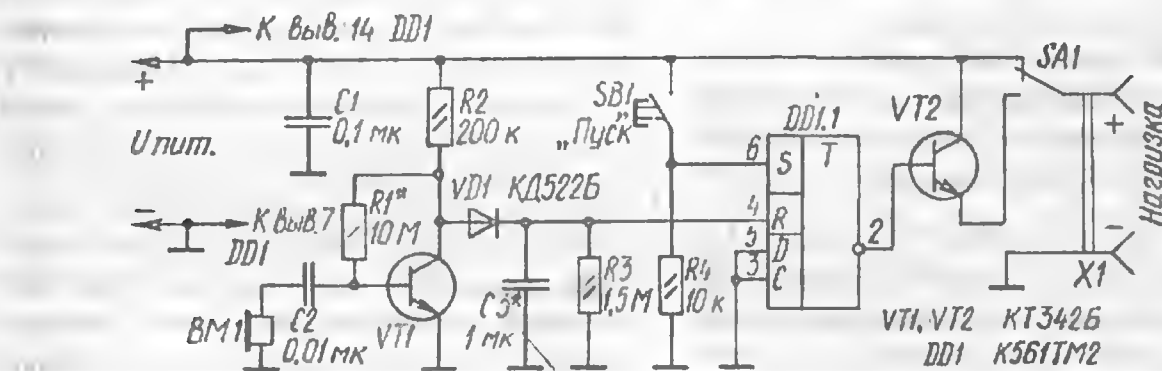 К выв. 14 DD1
+
U пит.
–
К выв. 7
DD1
C1
0,1 мк
R2
200 к
R1*
10 М
VD1 КД522Б
BM1
C2
0,01 мк
VT1
C3*
1 мк
R3
1,5 М
R4
10 к
SB1
„Пуск“
DD1.1
6
S
T
4
R
5
D
3
C
2
VT2
SA1
+
–
X1
Нагрузка
VT1, VT2 КТ342Б
DD1 К561ТМ2